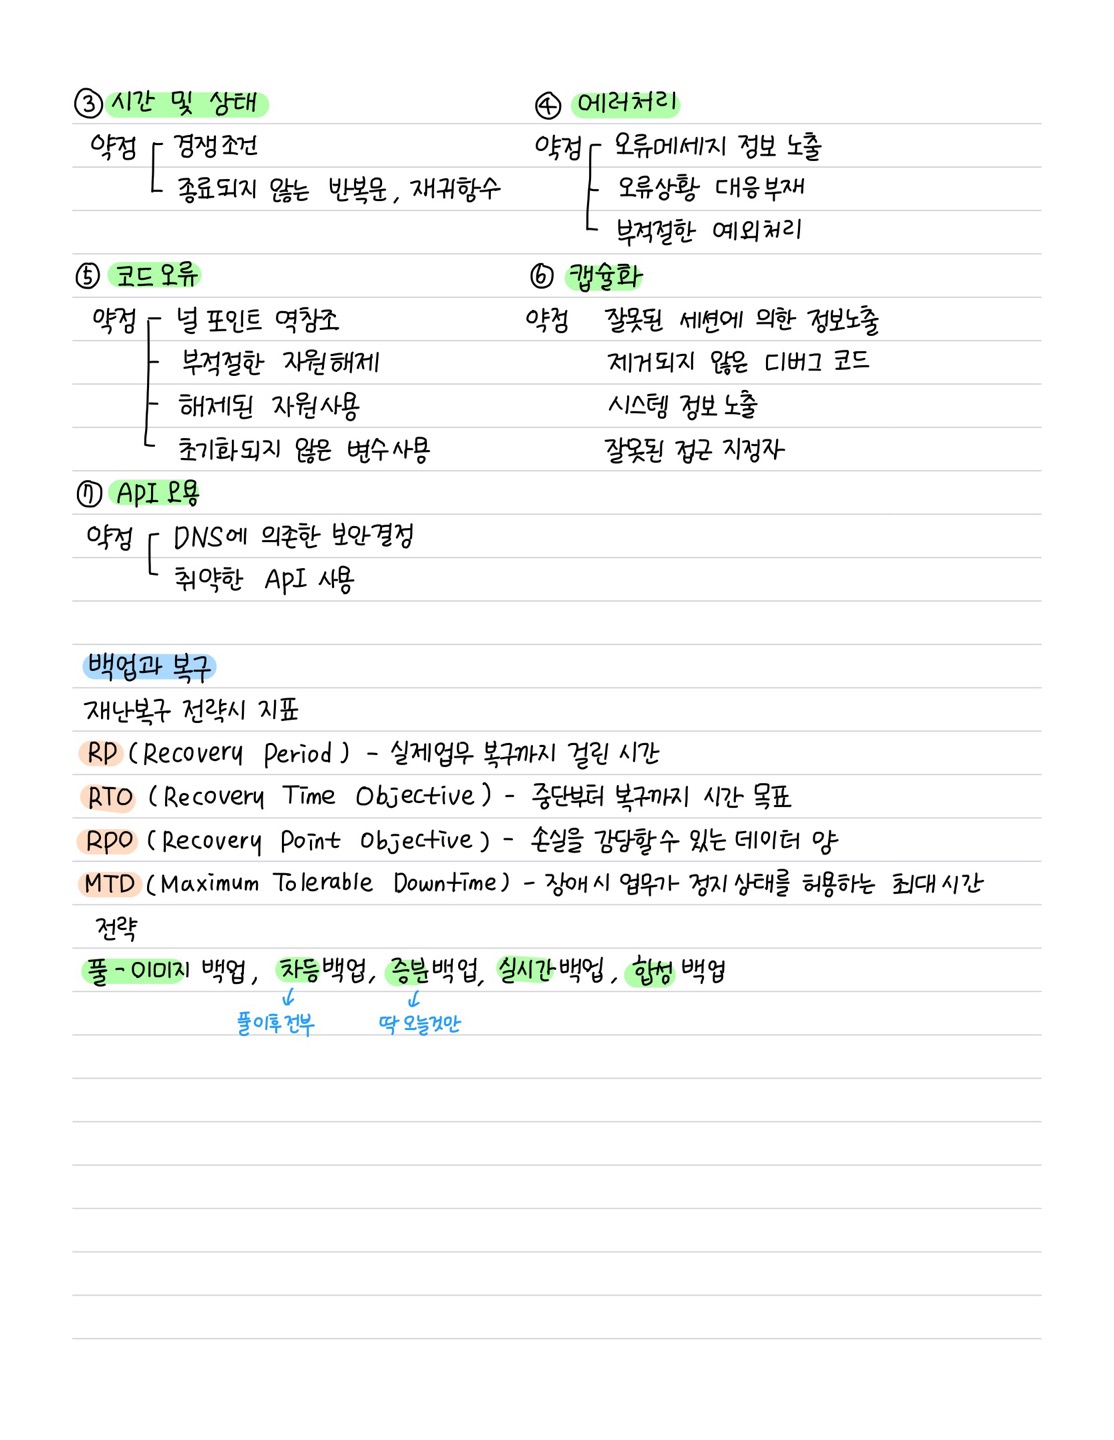 ③ 시간 및 상태
약점 경쟁조건
종료되지 않는 반복문, 재귀함수
④ 에러처리
약점 오류메세지 정보 노출
오류상황 대응부재
부적절한 예외처리
⑤ 코드오류
약점 널 포인트 역참조
부적절한 자원해제
해제된 자원사용
초기화되지 않은 변수사용
⑥ 캡슐화
약점 잘못된 세션에 의한 정보노출
제거되지 않은 디버그 코드
시스템 정보노출
잘못된 접근 지정자
⑦ API 오용
약점 DNS에 의존한 보안결정
취약한 API 사용
백업과 복구
재난복구 전략시 지표
RP (Recovery Period) - 실제업무 복구까지 걸린 시간
RTO (Recovery Time Objective) - 중단부터 복구까지 시간 목표
RPO (Recovery Point Objective) - 손실을 감당할수 있는 데이터 양
MTD (Maximum Tolerable Downtime) - 장애시 업무가 정지상태를 허용하는 최대시간
전략
풀-이미지 백업, 차등백업, 증분백업, 실시간백업, 합성 백업
↓ ↓
풀이후전부 딱 오늘것만